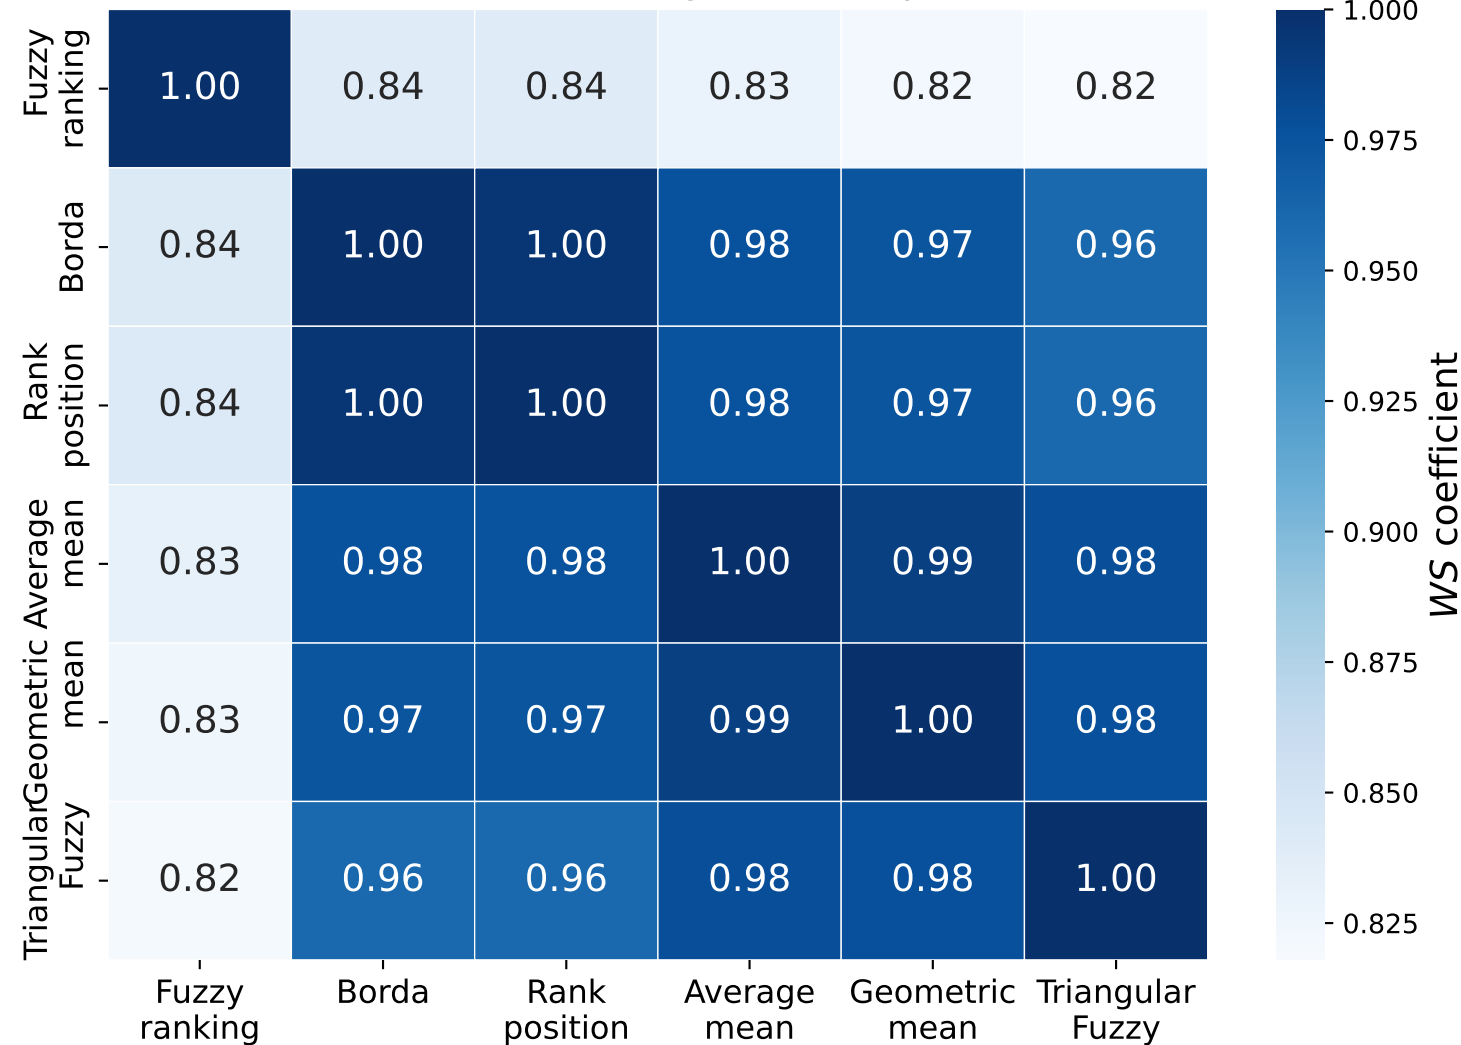 Fuzzy
ranking
1.00 0.84 0.84 0.83 0.82 0.82
Borda
0.84 1.00 1.00 0.98 0.97 0.96
Rank
position
0.84 1.00 1.00 0.98 0.97 0.96
Average
mean
0.83 0.98 0.98 1.00 0.99 0.98
Geometric
mean
0.83 0.97 0.97 0.99 1.00 0.98
Triangular
Fuzzy
0.82 0.96 0.96 0.98 0.98 1.00
Fuzzy
ranking
Borda
Rank
position
Average
mean
Geometric
mean
Triangular
Fuzzy
1.000
0.975
0.950
0.925
0.900
0.875
0.850
0.825
WS coefficient